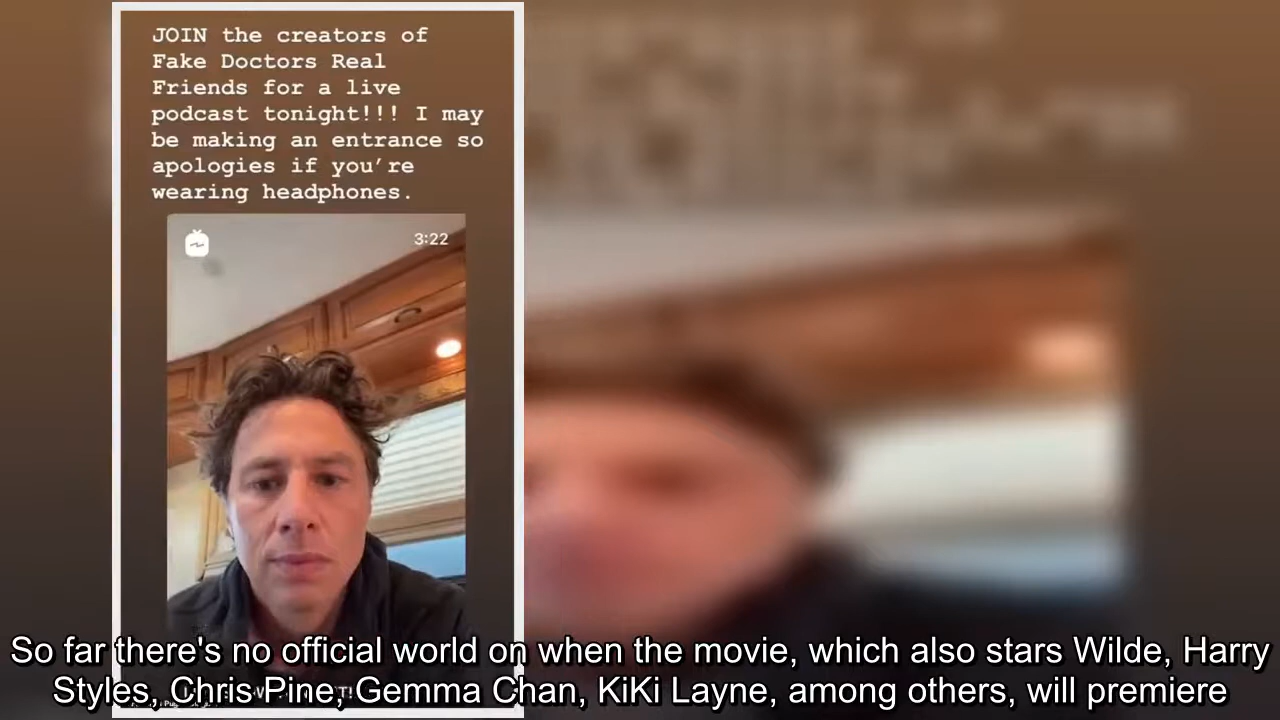 JOIN the creators of
Fake Doctors Real
Friends for a live
podcast tonight!!! I may
be making an entrance so
apologies if you’re
wearing headphones.
3:22
So far there's no official world on when the movie, which also stars Wilde, Harry
Styles, Chris Pine, Gemma Chan, KiKi Layne, among others, will premiere